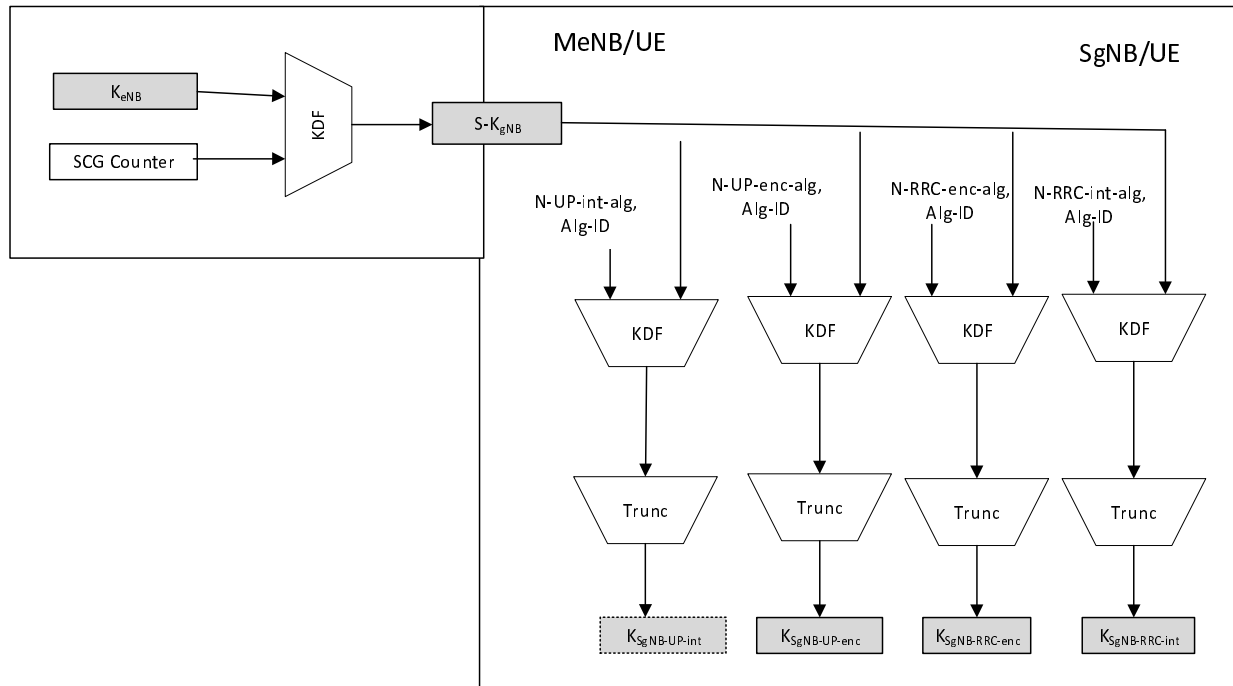 MeNB/UE
SgNB/UE
KeNB
KDF
S-KgNB
SCG Counter
N-UP-int-alg,
Alg-ID
N-UP-enc-alg,
Alg-ID
N-RRC-enc-alg,
Alg-ID
N-RRC-int-alg,
Alg-ID
KDF
KDF
KDF
KDF
Trunc
Trunc
Trunc
Trunc
KSgNB-UP-int
KSgNB-UP-enc
KSgNB-RRC-enc
KSgNB-RRC-int